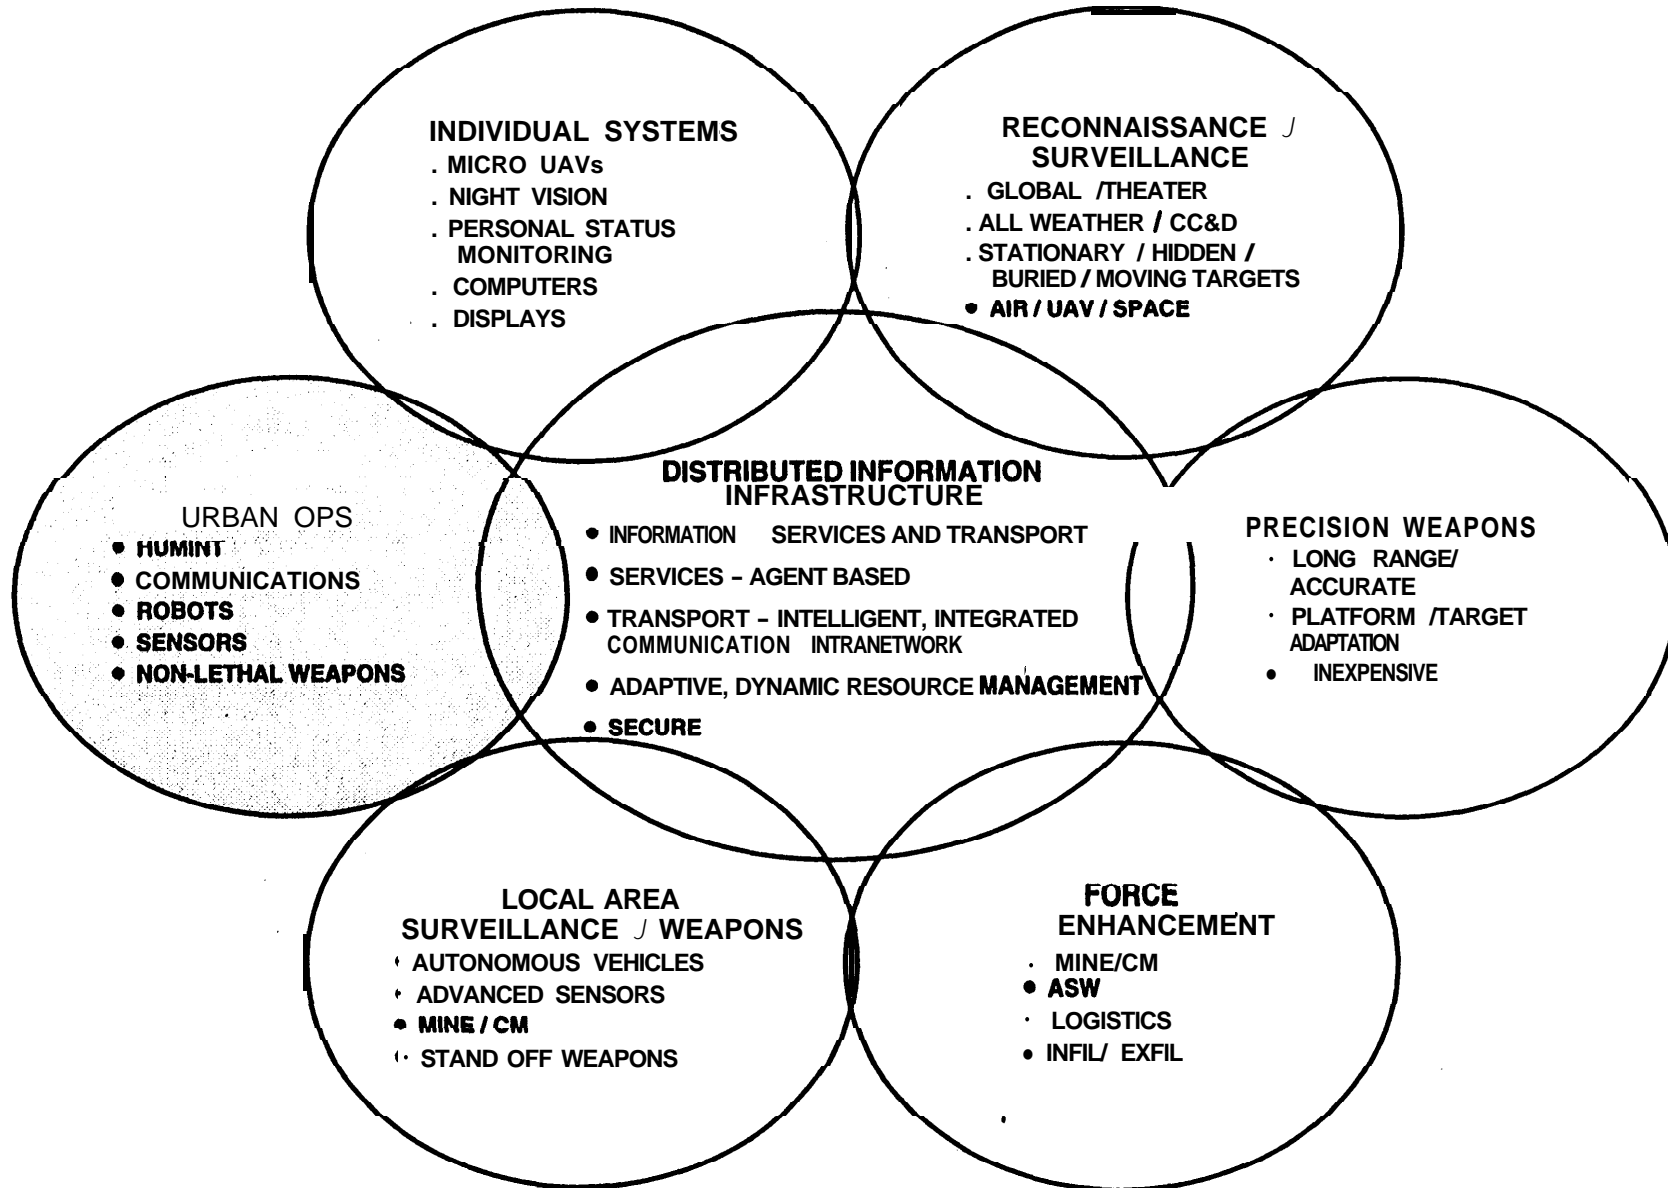 INDIVIDUAL SYSTEMS
. MICRO UAVs
. NIGHT VISION
. PERSONAL STATUS
MONITORING
. COMPUTERS
. DISPLAYS
RECONNAISSANCE /
SURVEILLANCE
. GLOBAL /THEATER
. ALL WEATHER / CC&D
. STATIONARY / HIDDEN /
BURIED / MOVING TARGETS
• AIR / UAV / SPACE
URBAN OPS
• HUMINT
• COMMUNICATIONS
• ROBOTS
• SENSORS
• NON-LETHAL WEAPONS
DISTRIBUTED INFORMATION
INFRASTRUCTURE
• INFORMATION SERVICES AND TRANSPORT
• SERVICES – AGENT BASED
• TRANSPORT – INTELLIGENT, INTEGRATED
COMMUNICATION INTRANETWORK
• ADAPTIVE, DYNAMIC RESOURCE MANAGEMENT
• SECURE
PRECISION WEAPONS
· LONG RANGE/
ACCURATE
· PLATFORM /TARGET
ADAPTATION
• INEXPENSIVE
LOCAL AREA
SURVEILLANCE / WEAPONS
· AUTONOMOUS VEHICLES
· ADVANCED SENSORS
• MINE / CM
· STAND OFF WEAPONS
FORCE
ENHANCEMENT
· MINE/CM
• ASW
· LOGISTICS
• INFIL/ EXFIL